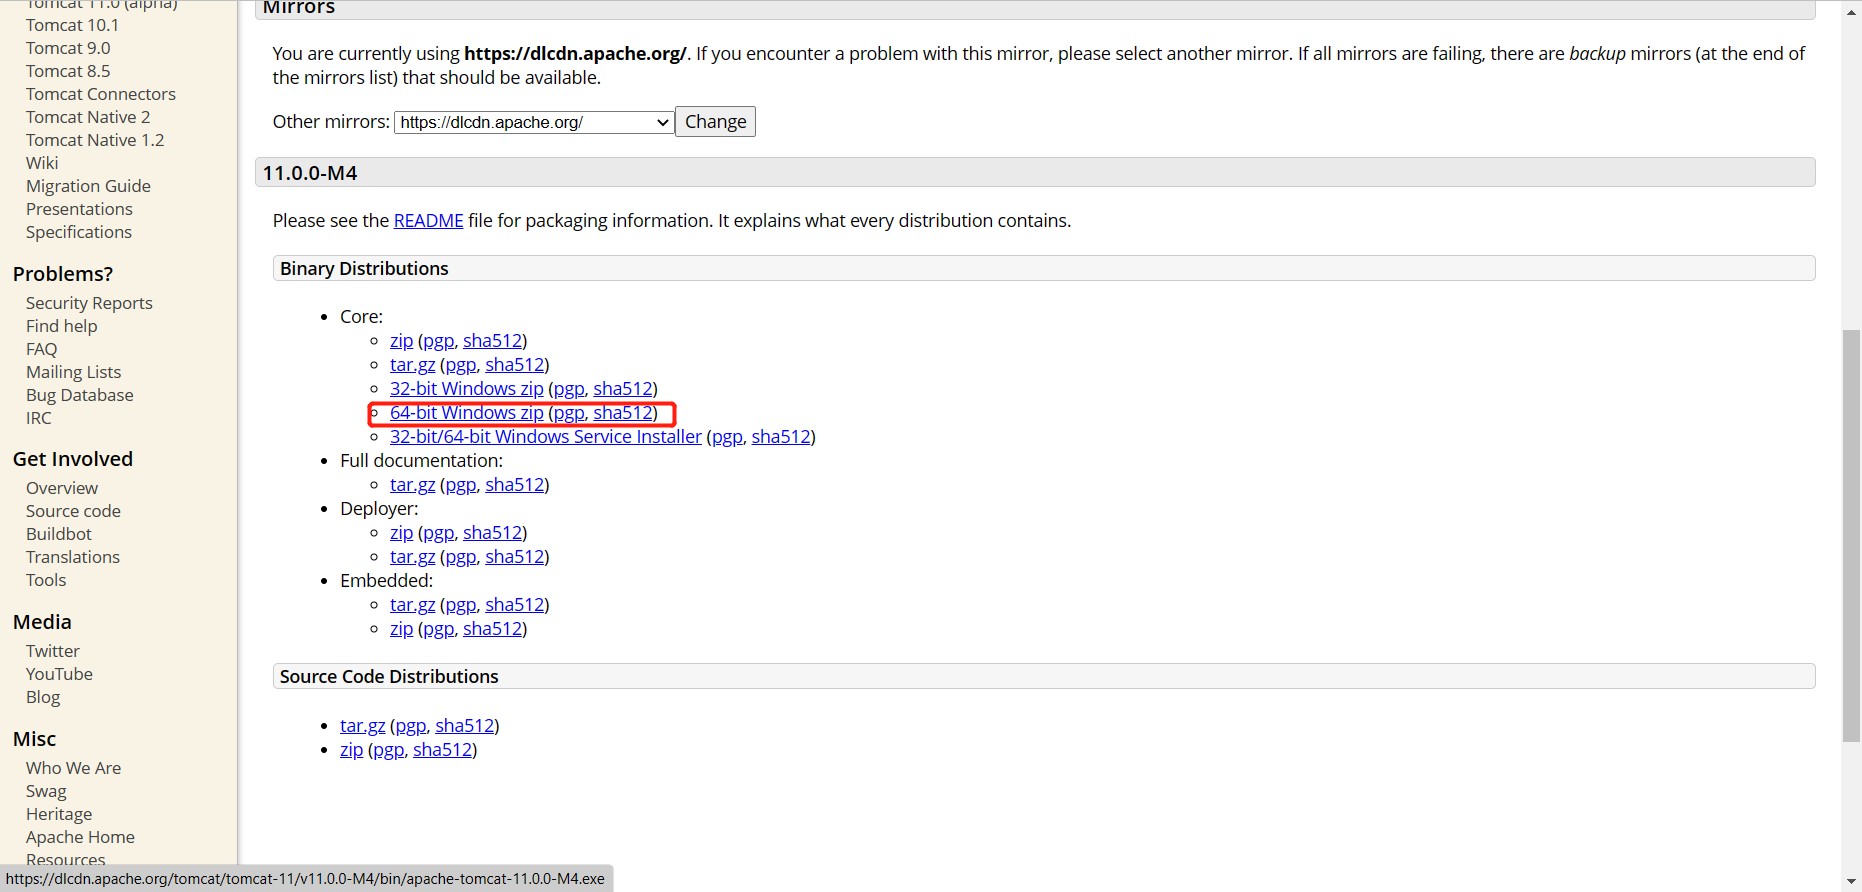 Tomcat 11.0 (alpha)
Tomcat 10.1
Tomcat 9.0
Tomcat 8.5
Tomcat Connectors
Tomcat Native 2
Tomcat Native 1.2
Wiki
Migration Guide
Presentations
Specifications
Problems?
Security Reports
Find help
FAQ
Mailing Lists
Bug Database
IRC
Get Involved
Overview
Source code
Buildbot
Translations
Tools
Media
Twitter
YouTube
Blog
Misc
Who We Are
Swag
Heritage
Apache Home
Resources
Mirrors
You are currently using https://dlcdn.apache.org/. If you encounter a problem with this mirror, please select another mirror. If all mirrors are failing, there are backup mirrors (at the end of
the mirrors list) that should be available.
Other mirrors: https://dlcdn.apache.org/ Change
11.0.0-M4
Please see the README file for packaging information. It explains what every distribution contains.
Binary Distributions
Core:
zip (pgp, sha512)
tar.gz (pgp, sha512)
32-bit Windows zip (pgp, sha512)
64-bit Windows zip (pgp, sha512)
32-bit/64-bit Windows Service Installer (pgp, sha512)
Full documentation:
tar.gz (pgp, sha512)
Deployer:
zip (pgp, sha512)
tar.gz (pgp, sha512)
Embedded:
tar.gz (pgp, sha512)
zip (pgp, sha512)
Source Code Distributions
tar.gz (pgp, sha512)
zip (pgp, sha512)
https://dlcdn.apache.org/tomcat/tomcat-11/v11.0.0-M4/bin/apache-tomcat-11.0.0-M4.exe